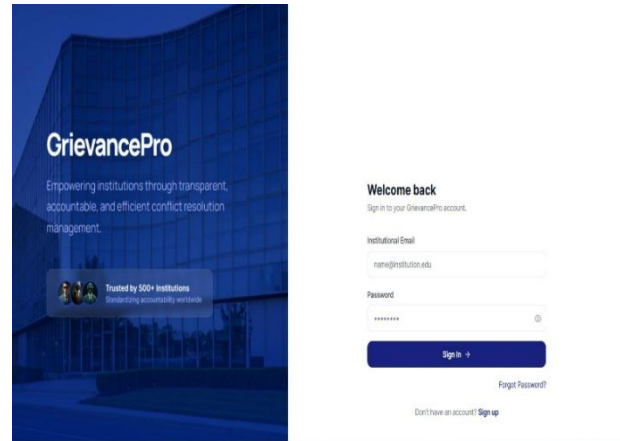 GrievancePro
Empowering institutions through transparent,
accountable, and efficient conflict resolution
management.
Trusted by 500+ Institutions
Standardizing accountability worldwide
Welcome back
Sign in to your GrievancePro account.
Institutional Email
name@institution.edu
Password
••••••••
Sign In →
Forgot Password?
Don't have an account? Sign up